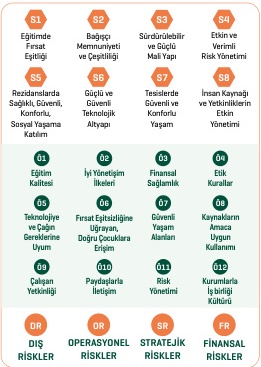 S1
S2
S3
S4
Eğitimde
Fırsat
Eşitliği
Bağışçı
Memnuniyeti
ve Çeşitliliği
Sürdürülebilir
ve Güçlü
Mali Yapı
Etkin ve
Verimli
Risk Yönetimi
S5
S6
S7
S8
Rezidanslarda
Sağlıklı, Güvenli,
Konforlu,
Sosyal Yaşama
Katılım
Güçlü ve
Güvenli
Teknolojik
Altyapı
Tesislerde
Güvenli ve
Konforlu
Yaşam
İnsan Kaynağı
ve Yetkinliklerin
Etkin
Yönetimi
Ö1
Ö2
Ö3
Ö4
Eğitim
Kalitesi
İyi Yönetişim
İlkeleri
Finansal
Sağlamlık
Etik
Kurallar
Ö5
Ö6
Ö7
Ö8
Teknolojiye
ve Çağın
Gereklerine
Uyum
Fırsat Eşitsizliğine
Uğrayan,
Doğru Çocuklara
Erişim
Güvenli
Yaşam
Alanları
Kaynakların
Amaca
Uygun
Kullanımı
Ö9
Ö10
Ö11
Ö12
Çalışan
Yetkinliği
Paydaşlarla
İletişim
Risk
Yönetimi
Kurumlarla
İş birliği
Kültürü
DR
OR
SR
FR
DIŞ
RİSKLER
OPERASYONEL
RİSKLER
STRATEJİK
RİSKLER
FİNANSAL
RİSKLER